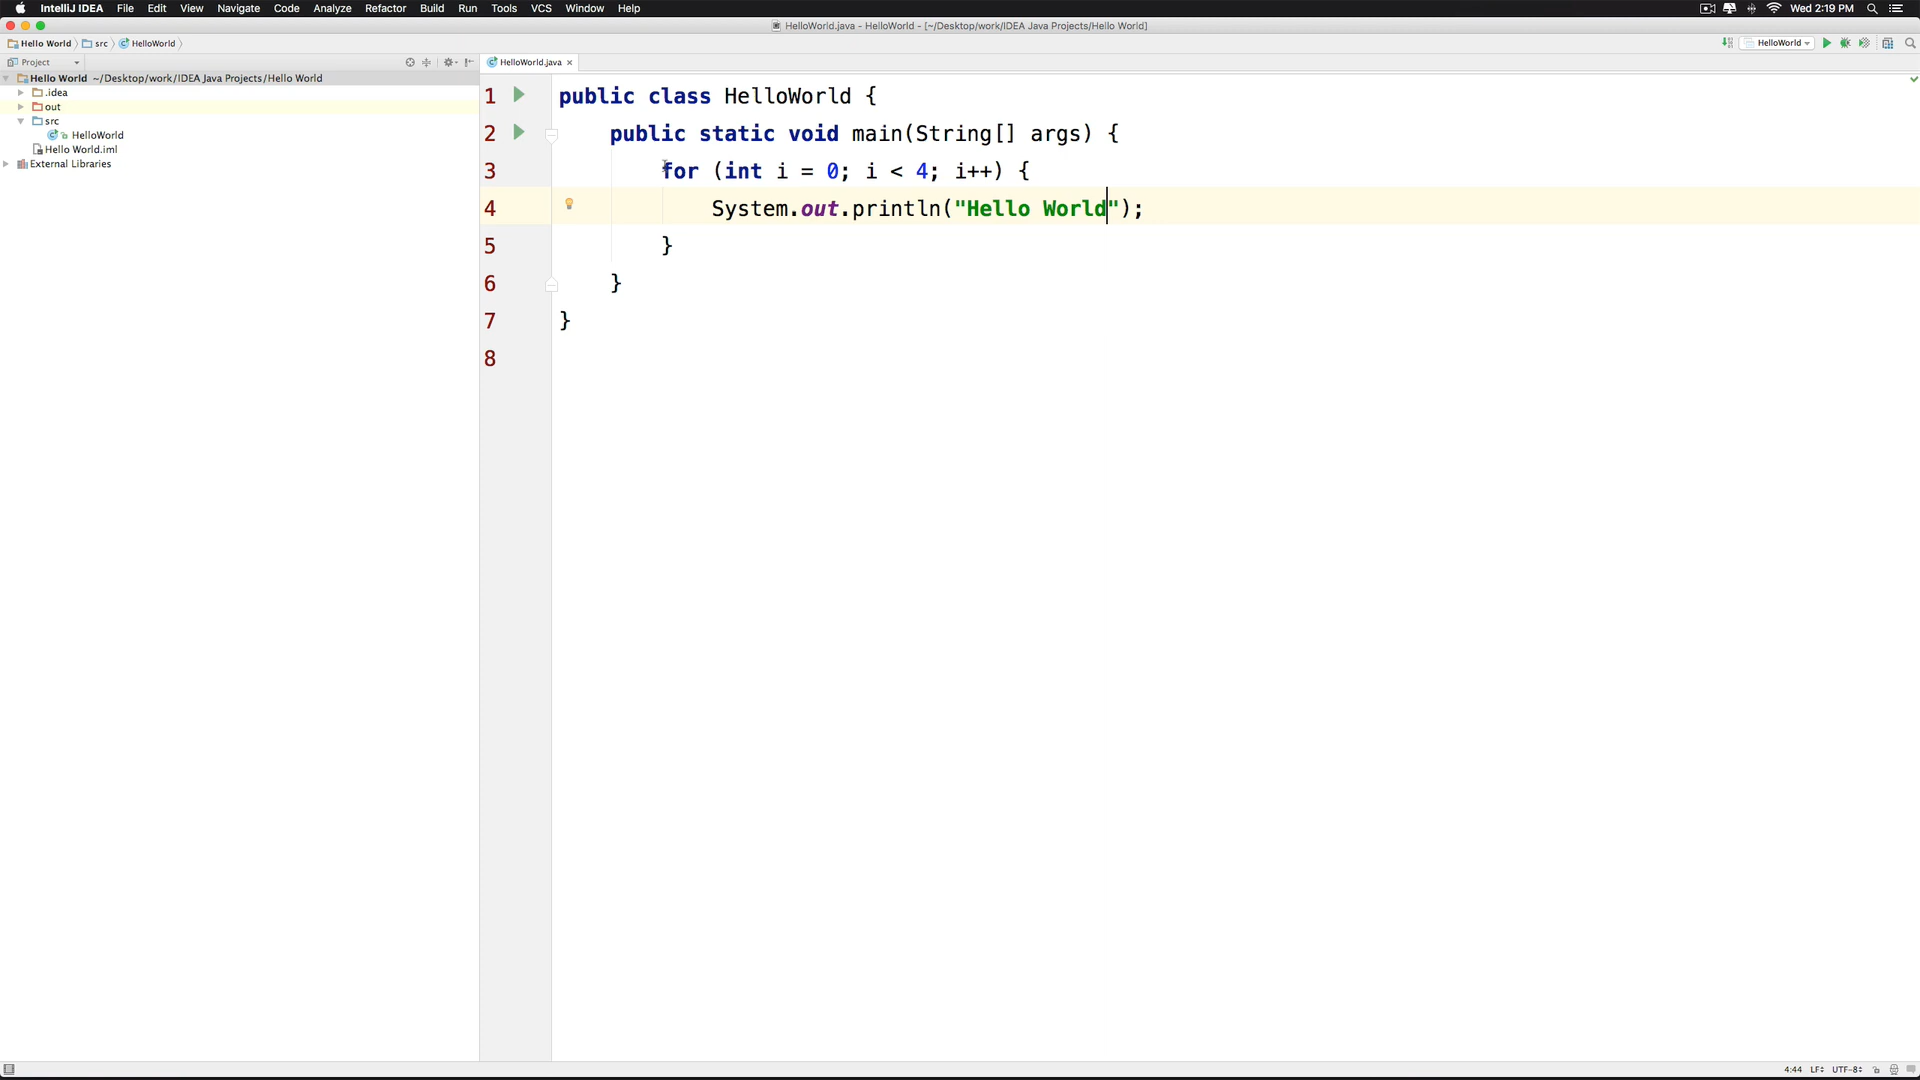 IntelliJ IDEA File Edit View Navigate Code Analyze Refactor Build Run Tools VCS Window Help Wed 2:19 PM
HelloWorld.java - HelloWorld - [~/Desktop/work/IDEA Java Projects/Hello World]
Hello World src HelloWorld HelloWorld
Project HelloWorld.java
Hello World ~/Desktop/work/IDEA Java Projects/Hello World
.idea
out
src
HelloWorld
Hello World.iml
External Libraries
1 public class HelloWorld {
2 public static void main(String[] args) {
3 for (int i = 0; i < 4; i++) {
4 System.out.println("Hello World");
5 }
6 }
7 }
8
4:44 LF UTF-8